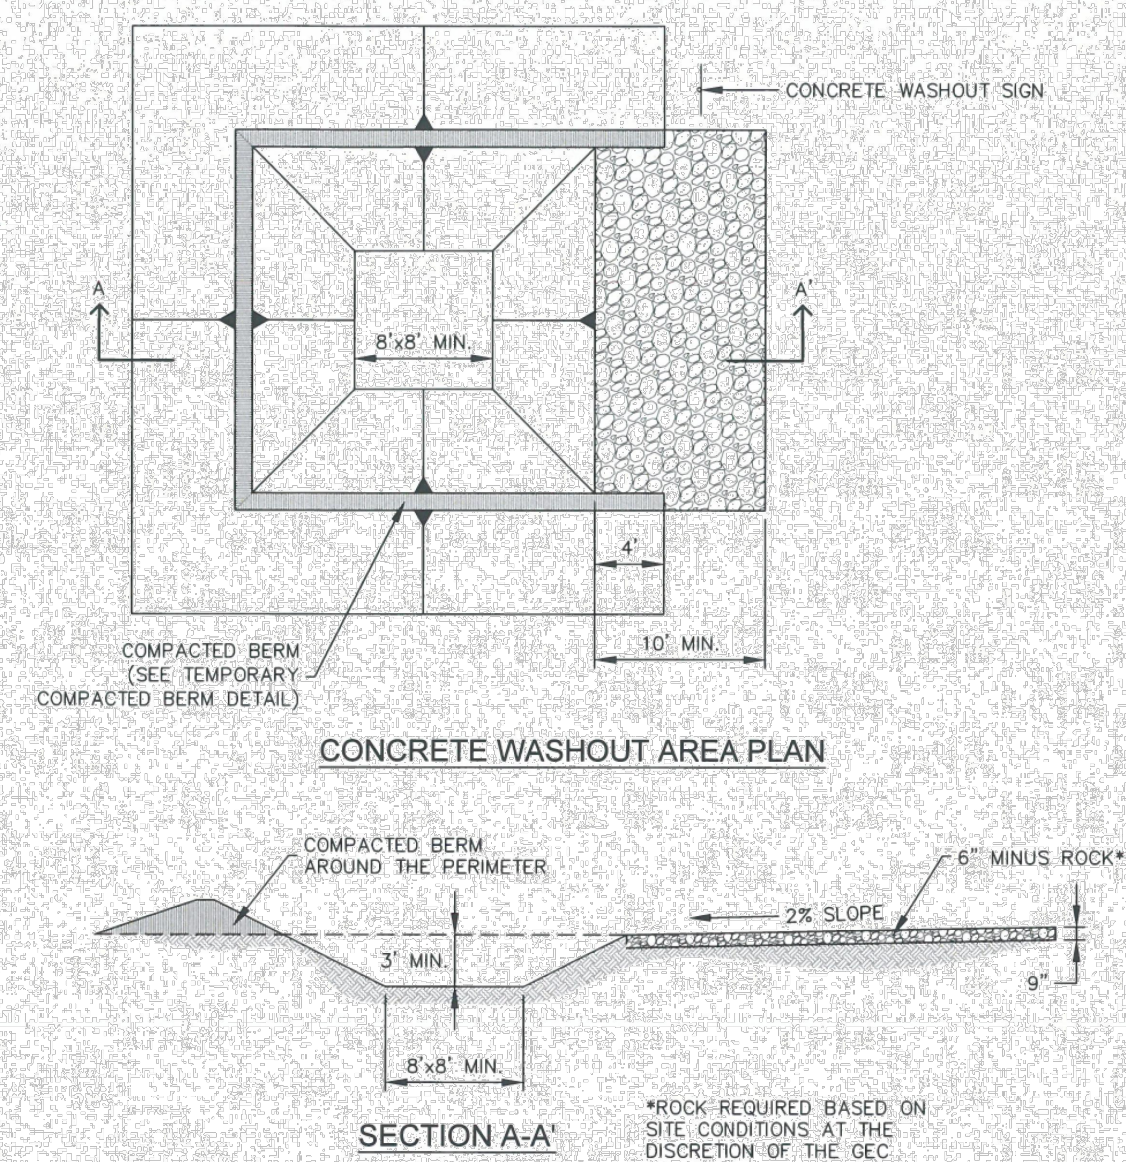 CONCRETE WASHOUT SIGN
A
A'
8'x8' MIN.
4'
10' MIN.
COMPACTED BERM
(SEE TEMPORARY
COMPACTED BERM DETAIL)
CONCRETE WASHOUT AREA PLAN
COMPACTED BERM
AROUND THE PERIMETER
6" MINUS ROCK*
2% SLOPE
3' MIN.
9"
8'x8' MIN.
SECTION A-A'
*ROCK REQUIRED BASED ON
SITE CONDITIONS AT THE
DISCRETION OF THE GEC